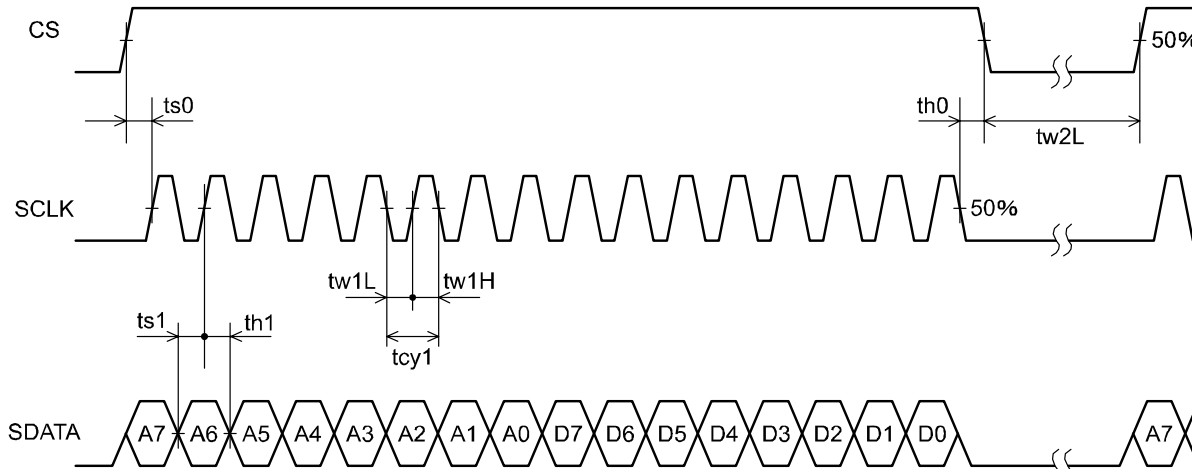 CS
50%
ts0
th0
tw2L
SCLK
50%
tw1L
tw1H
ts1
th1
tcy1
SDATA A7 A6 A5 A4 A3 A2 A1 A0 D7 D6 D5 D4 D3 D2 D1 D0 A7